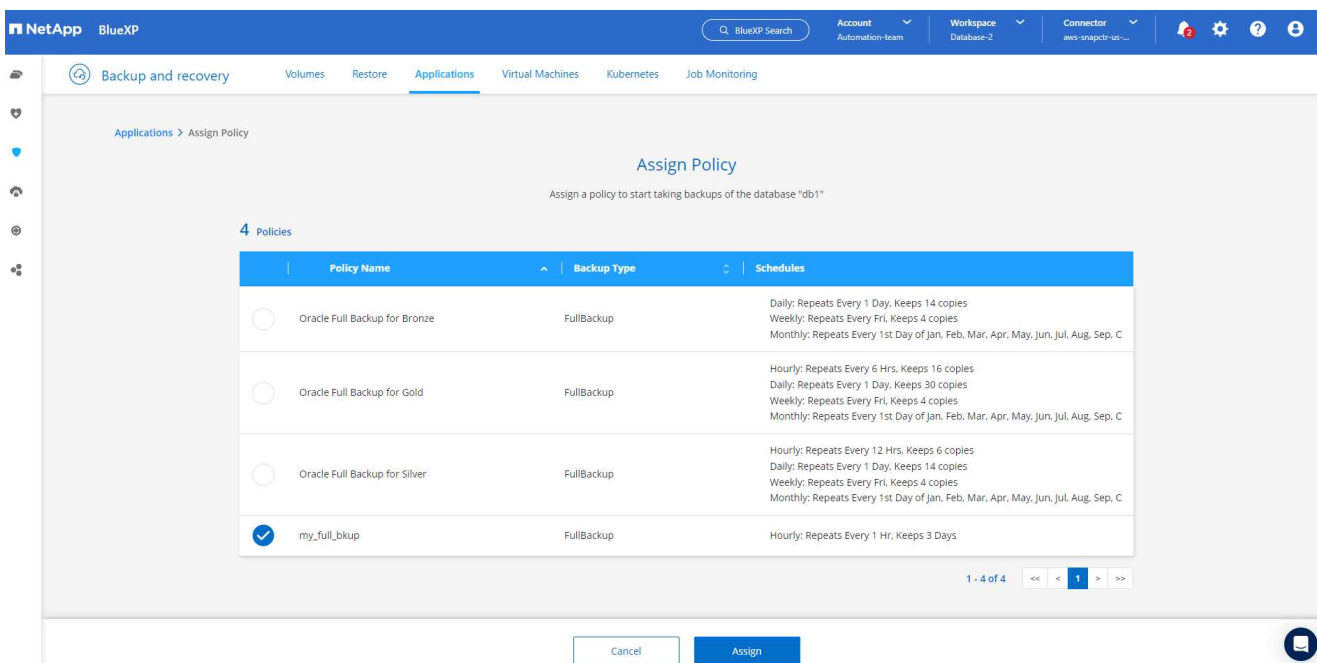 NetApp BlueXP
BlueXP Search
Account
Automation-team
Workspace
Database-2
Connector
aws-snapctr-us-...
2
Backup and recovery
Volumes Restore Applications Virtual Machines Kubernetes Job Monitoring
Applications > Assign Policy
Assign Policy
Assign a policy to start taking backups of the database "db1"
4 Policies
Policy Name Backup Type Schedules
Oracle Full Backup for Bronze FullBackup
Daily: Repeats Every 1 Day, Keeps 14 copies
Weekly: Repeats Every Fri, Keeps 4 copies
Monthly: Repeats Every 1st Day of Jan, Feb, Mar, Apr, May, Jun, Jul, Aug, Sep, C
Oracle Full Backup for Gold FullBackup
Hourly: Repeats Every 6 Hrs, Keeps 16 copies
Daily: Repeats Every 1 Day, Keeps 30 copies
Weekly: Repeats Every Fri, Keeps 4 copies
Monthly: Repeats Every 1st Day of Jan, Feb, Mar, Apr, May, Jun, Jul, Aug, Sep, C
Oracle Full Backup for Silver FullBackup
Hourly: Repeats Every 12 Hrs, Keeps 6 copies
Daily: Repeats Every 1 Day, Keeps 14 copies
Weekly: Repeats Every Fri, Keeps 4 copies
Monthly: Repeats Every 1st Day of Jan, Feb, Mar, Apr, May, Jun, Jul, Aug, Sep, C
my_full_bkup FullBackup Hourly: Repeats Every 1 Hr, Keeps 3 Days
1 - 4 of 4 << < 1 > >>
Cancel Assign